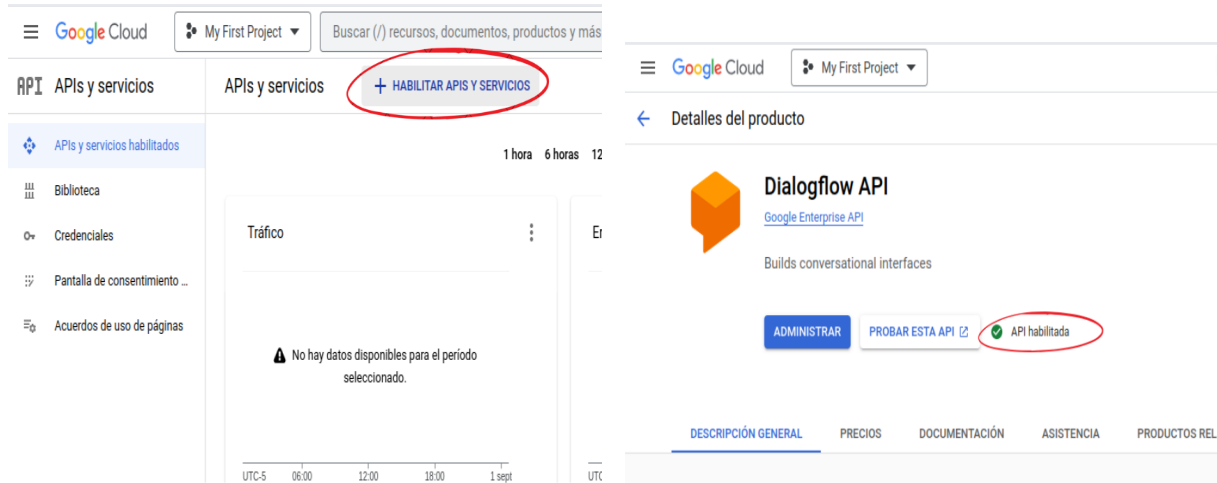 Google Cloud
My First Project
Buscar (/) recursos, documentos, productos y más
API APIs y servicios
APIs y servicios
+ HABILITAR APIS Y SERVICIOS
APIs y servicios habilitados
Biblioteca
Credenciales
Pantalla de consentimiento ...
Acuerdos de uso de páginas
1 hora 6 horas 12
Tráfico
No hay datos disponibles para el período
seleccionado.
UTC-5 06:00 12:00 18:00 1 sept
Google Cloud
My First Project
Detalles del producto
Dialogflow API
Google Enterprise API
Builds conversational interfaces
ADMINISTRAR
PROBAR ESTA API
API habilitada
DESCRIPCIÓN GENERAL PRECIOS DOCUMENTACIÓN ASISTENCIA PRODUCTOS REL